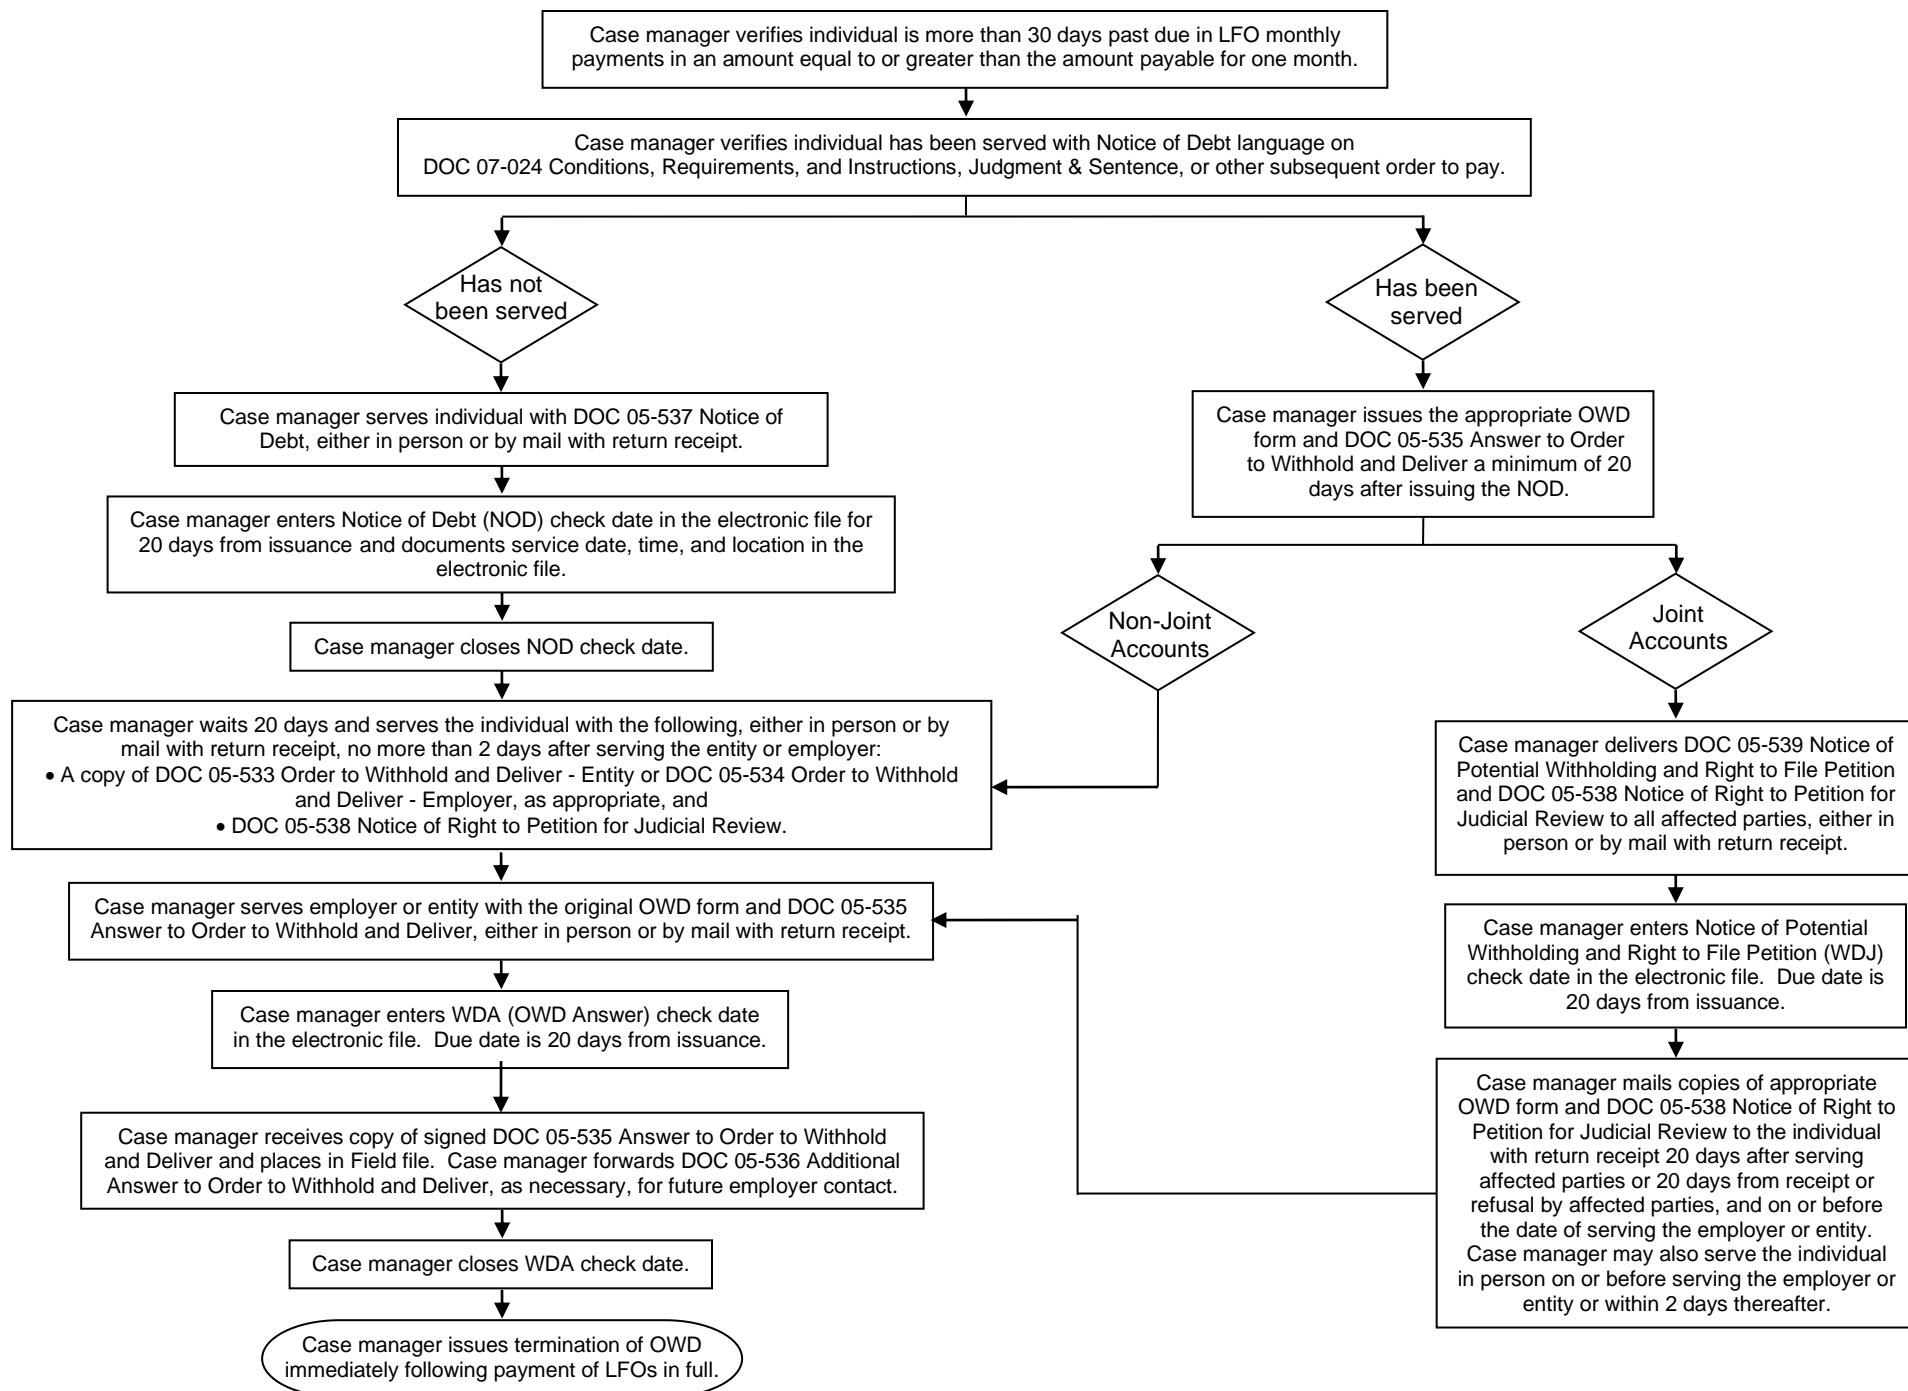 Case manager verifies individual is more than 30 days past due in LFO monthly
payments in an amount equal to or greater than the amount payable for one month.
Case manager verifies individual has been served with Notice of Debt language on
DOC 07-024 Conditions, Requirements, and Instructions, Judgment & Sentence, or other subsequent order to pay.
Has not
been served
Case manager serves individual with DOC 05-537 Notice of
Debt, either in person or by mail with return receipt.
Case manager enters Notice of Debt (NOD) check date in the electronic file for
20 days from issuance and documents service date, time, and location in the
electronic file.
Case manager closes NOD check date.
Case manager waits 20 days and serves the individual with the following, either in person or by
mail with return receipt, no more than 2 days after serving the entity or employer:
• A copy of DOC 05-533 Order to Withhold and Deliver - Entity or DOC 05-534 Order to Withhold
and Deliver - Employer, as appropriate, and
• DOC 05-538 Notice of Right to Petition for Judicial Review.
Case manager serves employer or entity with the original OWD form and DOC 05-535
Answer to Order to Withhold and Deliver, either in person or by mail with return receipt.
Case manager enters WDA (OWD Answer) check date
in the electronic file.  Due date is 20 days from issuance.
Case manager receives copy of signed DOC 05-535 Answer to Order to Withhold
and Deliver and places in Field file.  Case manager forwards DOC 05-536 Additional
Answer to Order to Withhold and Deliver, as necessary, for future employer contact.
Case manager closes WDA check date.
Case manager issues termination of OWD
immediately following payment of LFOs in full.
Has been
served
Case manager issues the appropriate OWD
form and DOC 05-535 Answer to Order
to Withhold and Deliver a minimum of 20
days after issuing the NOD.
Non-Joint
Accounts
Joint
Accounts
Case manager delivers DOC 05-539 Notice of
Potential Withholding and Right to File Petition
and DOC 05-538 Notice of Right to Petition for
Judicial Review to all affected parties, either in
person or by mail with return receipt.
Case manager enters Notice of Potential
Withholding and Right to File Petition (WDJ)
check date in the electronic file.  Due date is
20 days from issuance.
Case manager mails copies of appropriate
OWD form and DOC 05-538 Notice of Right to
Petition for Judicial Review to the individual
with return receipt 20 days after serving
affected parties or 20 days from receipt or
refusal by affected parties, and on or before
the date of serving the employer or entity.
Case manager may also serve the individual
in person on or before serving the employer or
entity or within 2 days thereafter.